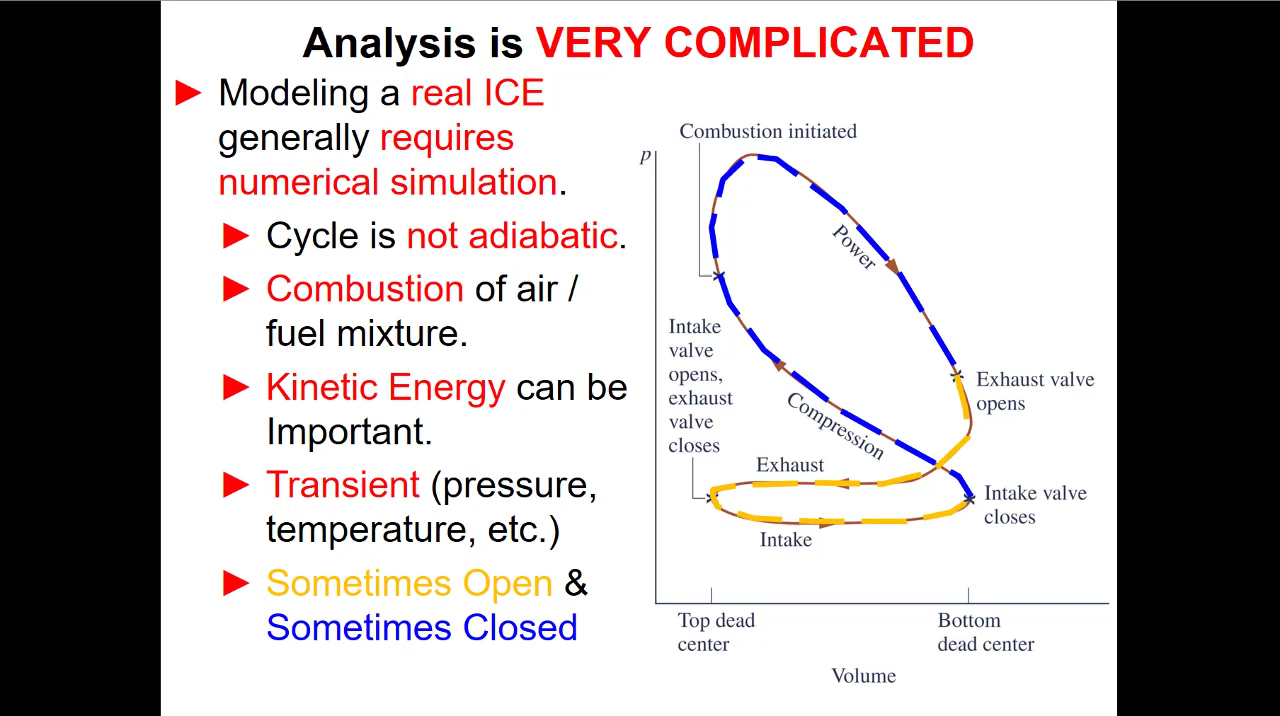 Analysis is VERY COMPLICATED
► Modeling a real ICE
generally requires
numerical simulation.
► Cycle is not adiabatic.
► Combustion of air /
fuel mixture.
► Kinetic Energy can be
Important.
► Transient (pressure,
temperature, etc.)
► Sometimes Open &
Sometimes Closed
Combustion initiated
p
Power
Intake
valve
opens,
exhaust
valve
closes
Compression
Exhaust valve
opens
Exhaust
Intake valve
closes
Intake
Top dead
center
Bottom
dead center
Volume